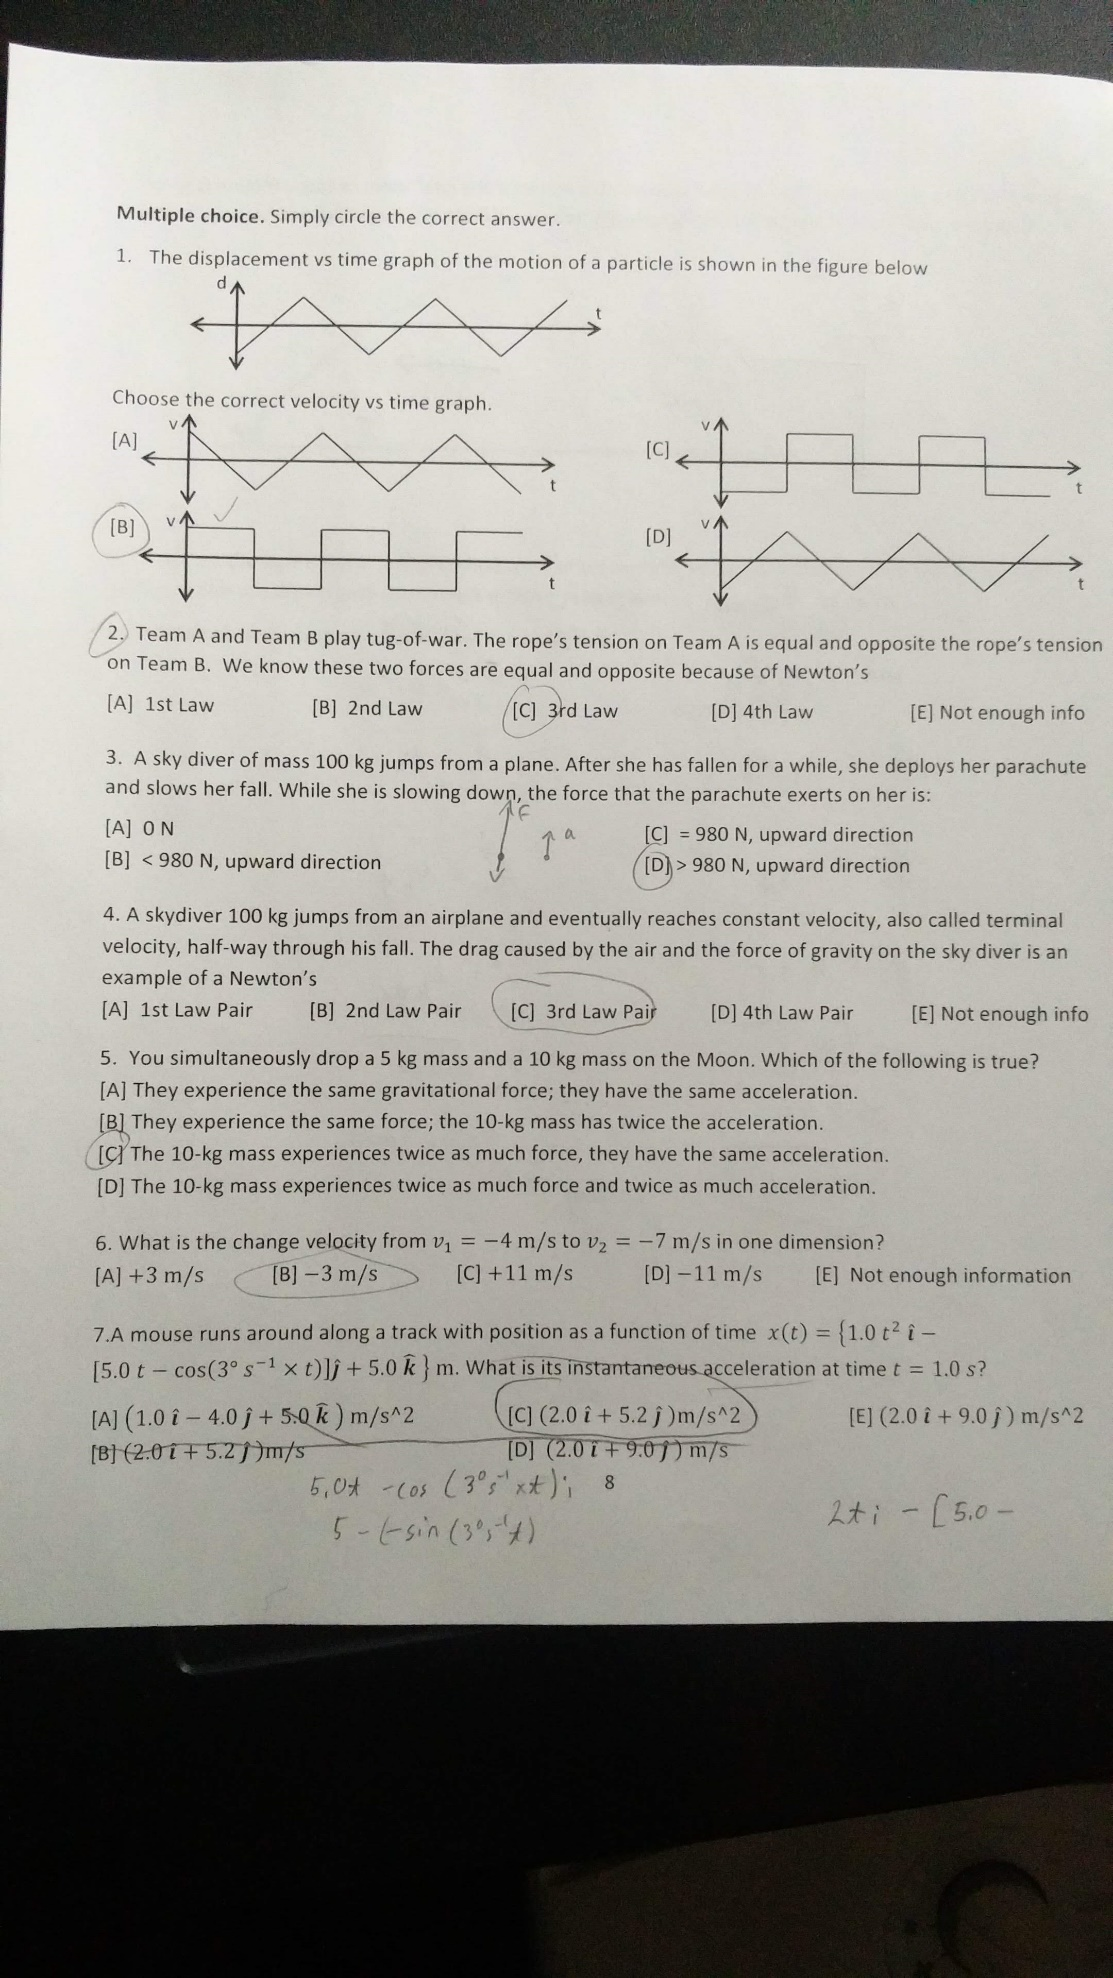 Multiple choice. Simply circle the correct answer.
1. The displacement vs time graph of the motion of a particle is shown in the figure below
d
t
Choose the correct velocity vs time graph.
[A] v t
[C] v t
[B] v t
[D] v t
2. Team A and Team B play tug-of-war. The rope's tension on Team A is equal and opposite the rope's tension
on Team B. We know these two forces are equal and opposite because of Newton's
[A] 1st Law [B] 2nd Law [C] 3rd Law [D] 4th Law [E] Not enough info
3. A sky diver of mass 100 kg jumps from a plane. After she has fallen for a while, she deploys her parachute
and slows her fall. While she is slowing down, the force that the parachute exerts on her is:
F
a
[A] 0 N [C] = 980 N, upward direction
[B] < 980 N, upward direction [D] > 980 N, upward direction
4. A skydiver 100 kg jumps from an airplane and eventually reaches constant velocity, also called terminal
velocity, half-way through his fall. The drag caused by the air and the force of gravity on the sky diver is an
example of a Newton's
[A] 1st Law Pair [B] 2nd Law Pair [C] 3rd Law Pair [D] 4th Law Pair [E] Not enough info
5. You simultaneously drop a 5 kg mass and a 10 kg mass on the Moon. Which of the following is true?
[A] They experience the same gravitational force; they have the same acceleration.
[B] They experience the same force; the 10-kg mass has twice the acceleration.
[C] The 10-kg mass experiences twice as much force, they have the same acceleration.
[D] The 10-kg mass experiences twice as much force and twice as much acceleration.
6. What is the change velocity from v₁ = −4 m/s to v₂ = −7 m/s in one dimension?
[A] +3 m/s [B] −3 m/s [C] +11 m/s [D] −11 m/s [E] Not enough information
7.A mouse runs around along a track with position as a function of time x(t) = {1.0 t² î −
[5.0 t − cos(3° s⁻¹ × t)]ĵ + 5.0 k̂ } m. What is its instantaneous acceleration at time t = 1.0 s?
[A] (1.0 î − 4.0 ĵ + 5.0 k̂ ) m/s^2 [C] (2.0 î + 5.2 ĵ )m/s^2 [E] (2.0 î + 9.0 ĵ ) m/s^2
[B] (2.0 î + 5.2 ĵ )m/s [D] (2.0 î + 9.0 ĵ ) m/s
5.0t - cos (3° s⁻¹ xt);
8
5 - (-sin (3° s⁻¹t)
2ti - [5.0 -